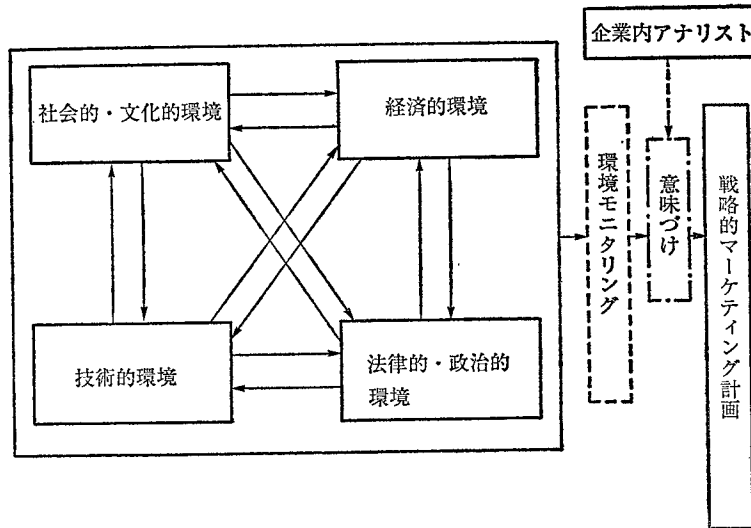 企業内アナリスト
社会的・文化的環境
経済的環境
技術的環境
法律的・政治的
環境
環境モニタリング
意味づけ
戦略的マーケティング計画